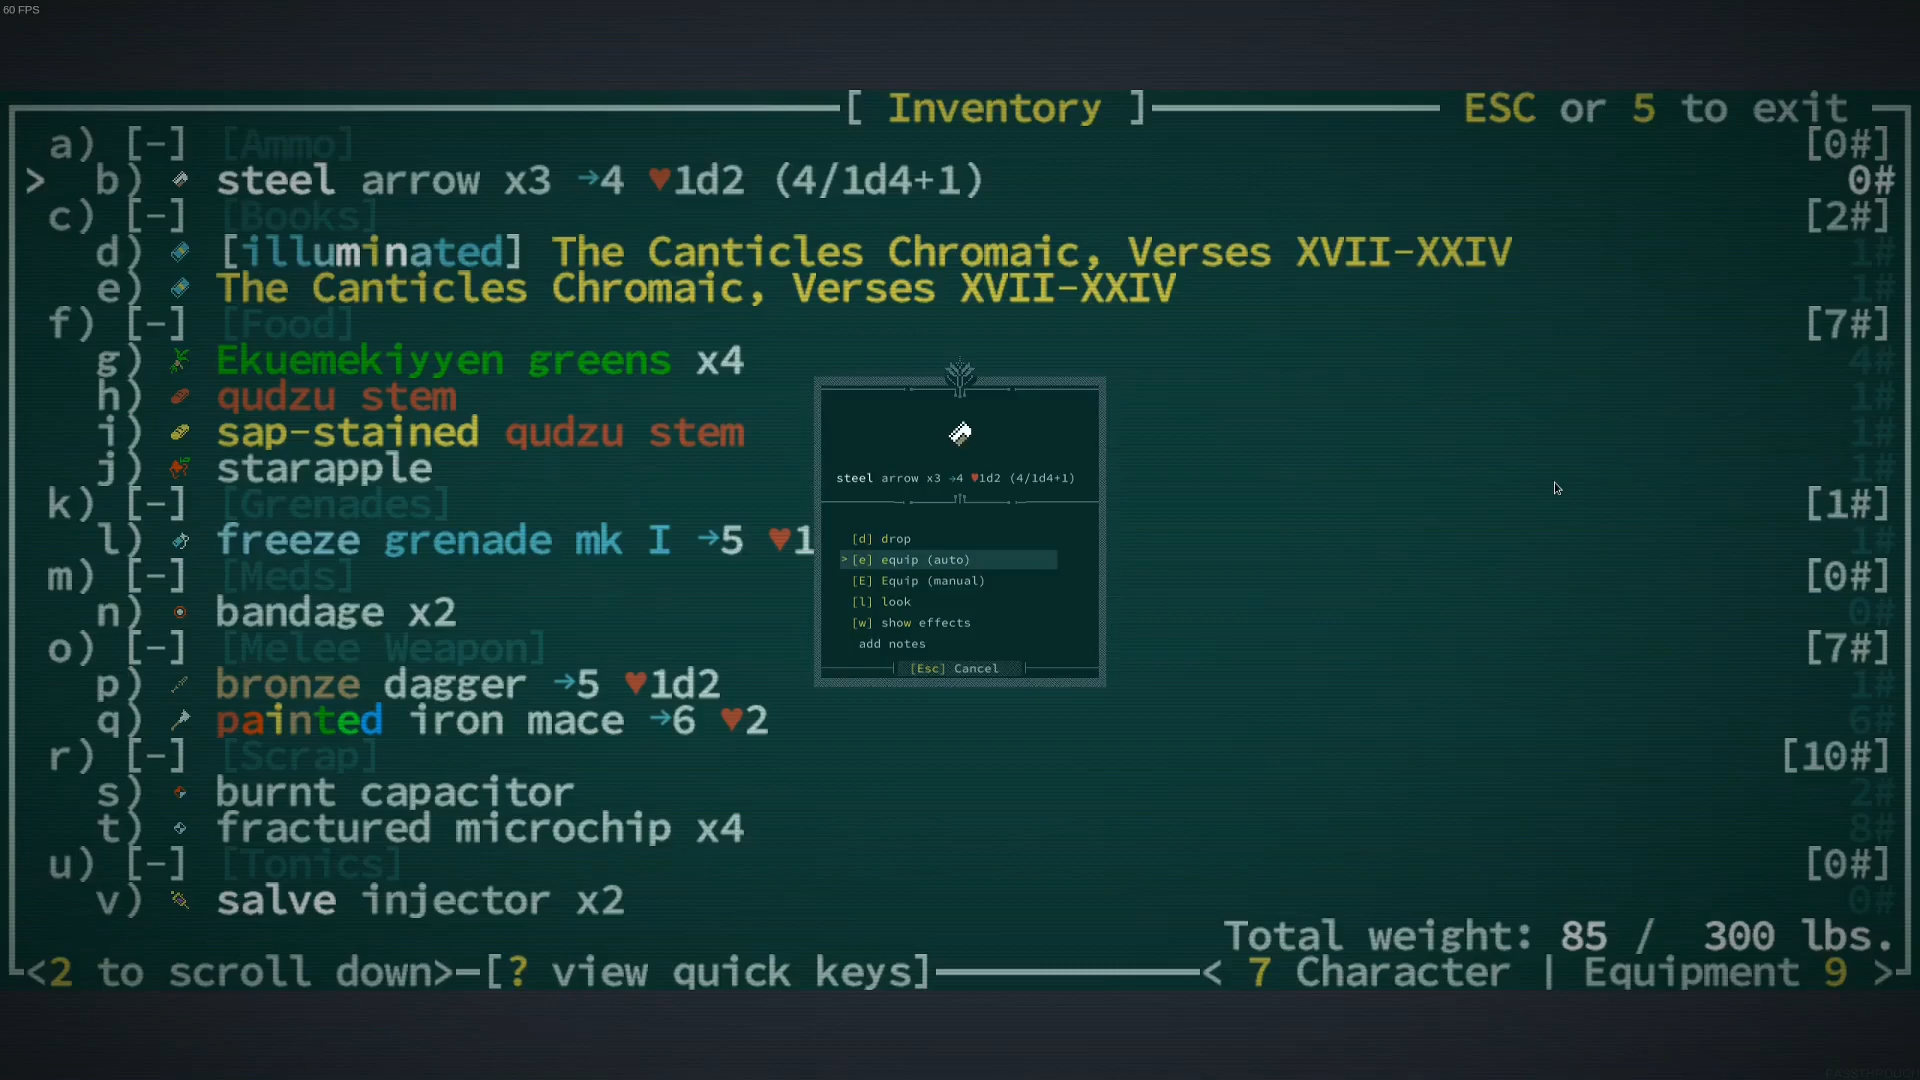 60 FPS
[ Inventory ] ESC or 5 to exit
a) [-] [Ammo] [0#]
> b) steel arrow x3 →4 ♥1d2 (4/1d4+1) 0#
c) [-] [Books] [2#]
d) [illuminated] The Canticles Chromaic, Verses XVII-XXIV 1#
e) The Canticles Chromaic, Verses XVII-XXIV 1#
f) [-] [Food] [7#]
g) Ekuemekiyyen greens x4 4#
h) qudzu stem 1#
i) sap-stained qudzu stem 1#
j) starapple 1#
k) [-] [Grenades] [1#]
l) freeze grenade mk I →5 ♥1 1#
m) [-] [Meds] [0#]
n) bandage x2 0#
o) [-] [Melee Weapon] [7#]
p) bronze dagger →5 ♥1d2 1#
q) painted iron mace →6 ♥2 6#
r) [-] [Scrap] [10#]
s) burnt capacitor 2#
t) fractured microchip x4 8#
u) [-] [Tonics] [0#]
v) salve injector x2 0#
Total weight: 85 / 300 lbs.
<2 to scroll down> [? view quick keys] < 7 Character | Equipment 9 >
steel arrow x3 →4 ♥1d2 (4/1d4+1)
[d] drop
> [e] equip (auto)
[E] Equip (manual)
[l] look
[w] show effects
add notes
[Esc] Cancel